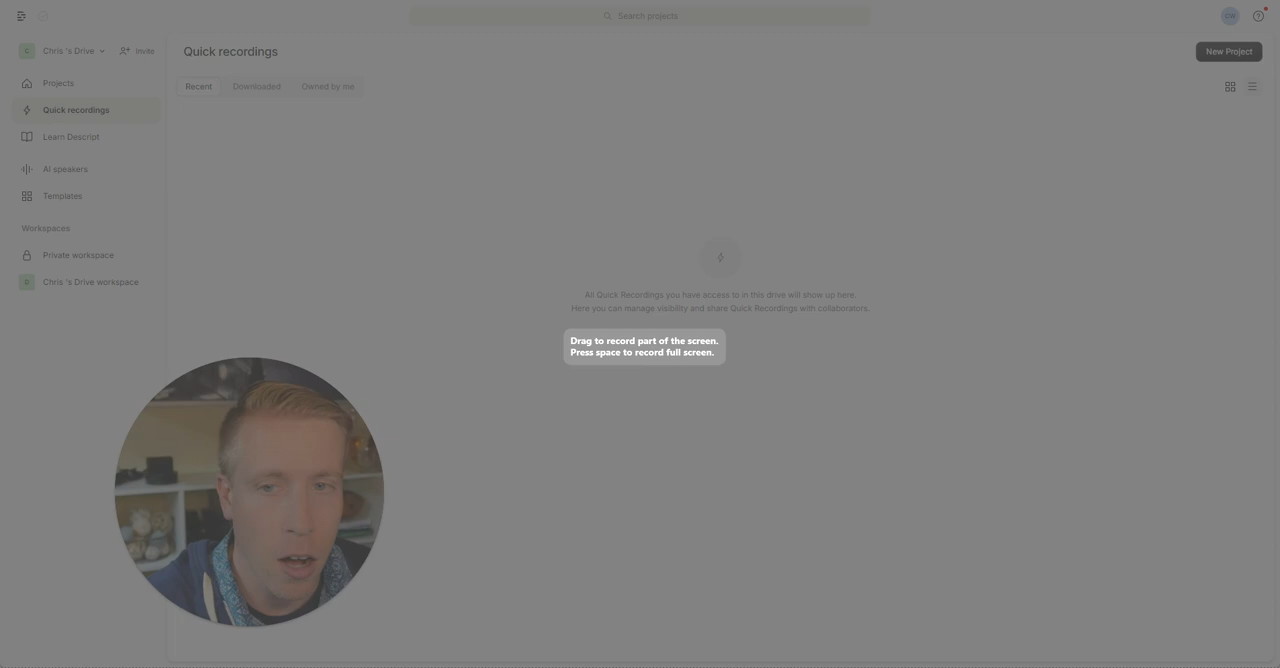 Search projects
CW
C
Chris 's Drive
Invite
Quick recordings
New Project
Projects
Recent
Downloaded
Owned by me
Quick recordings
Learn Descript
AI speakers
Templates
Workspaces
Private workspace
Chris 's Drive workspace
All Quick Recordings you have access to in this drive will show up here.
Here you can manage visibility and share Quick Recordings with collaborators.
Drag to record part of the screen.
Press space to record full screen.